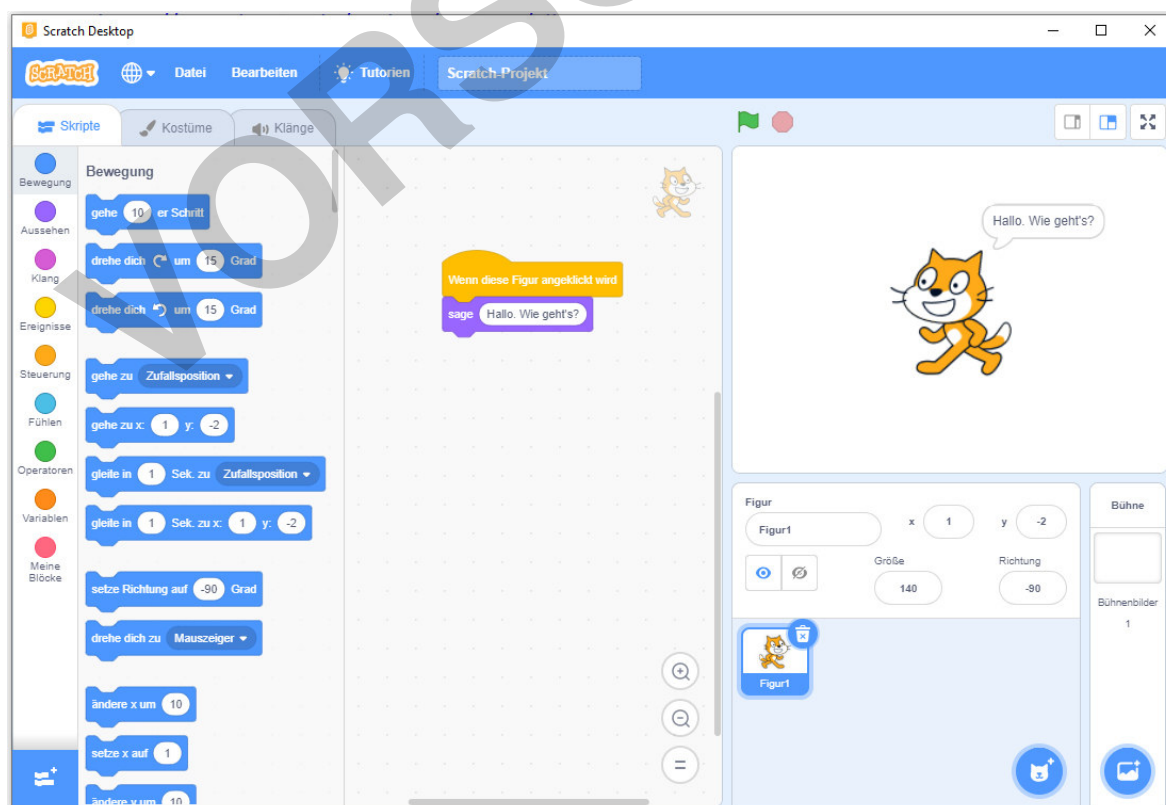 Scratch Desktop
SCRATCH
Datei
Bearbeiten
Tutorien
Scratch-Projekt
Skripte
Kostüme
Klänge
Bewegung
Aussehen
Klang
Ereignisse
Steuerung
Fühlen
Operatoren
Variablen
Meine
Blöcke
Bewegung
gehe 10 er Schritt
drehe dich um 15 Grad
drehe dich um 15 Grad
gehe zu Zufallsposition
gehe zu x: 1 y: -2
gleite in 1 Sek. zu Zufallsposition
gleite in 1 Sek. zu x: 1 y: -2
setze Richtung auf -90 Grad
drehe dich zu Mauszeiger
ändere x um 10
setze x auf 1
ändere y um 10
Wenn diese Figur angeklickt wird
sage Hallo. Wie geht's?
Hallo. Wie geht's?
Figur
Figur1
x 1
y -2
Größe
140
Richtung
-90
Figur1
Bühne
Bühnenbilder
1
VORS